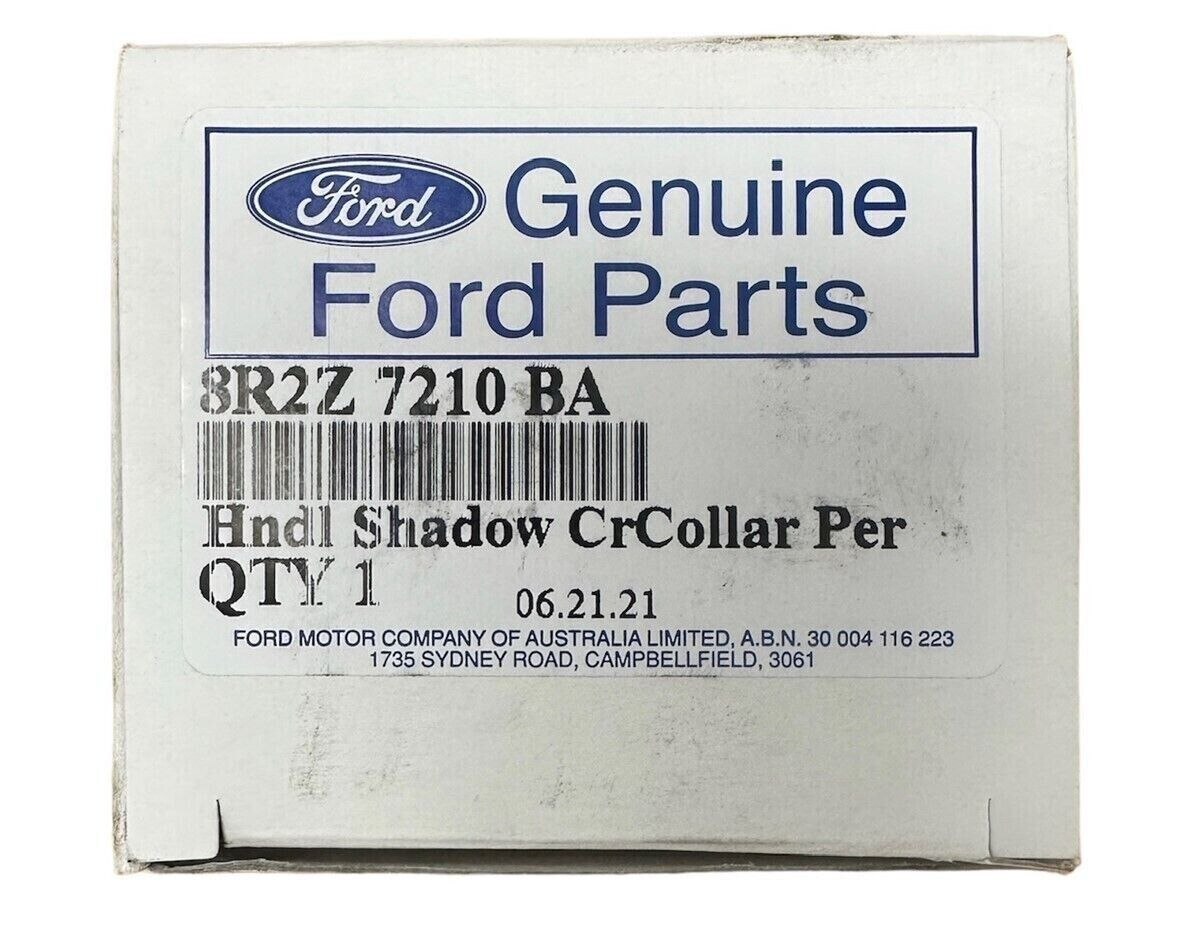 Ford Genuine
Ford Parts
8R2Z 7210 BA
Hndl Shadow CrCollar Per
QTY 1 06.21.21
FORD MOTOR COMPANY OF AUSTRALIA LIMITED, A.B.N. 30 004 116 223
1735 SYDNEY ROAD, CAMPBELLFIELD, 3061